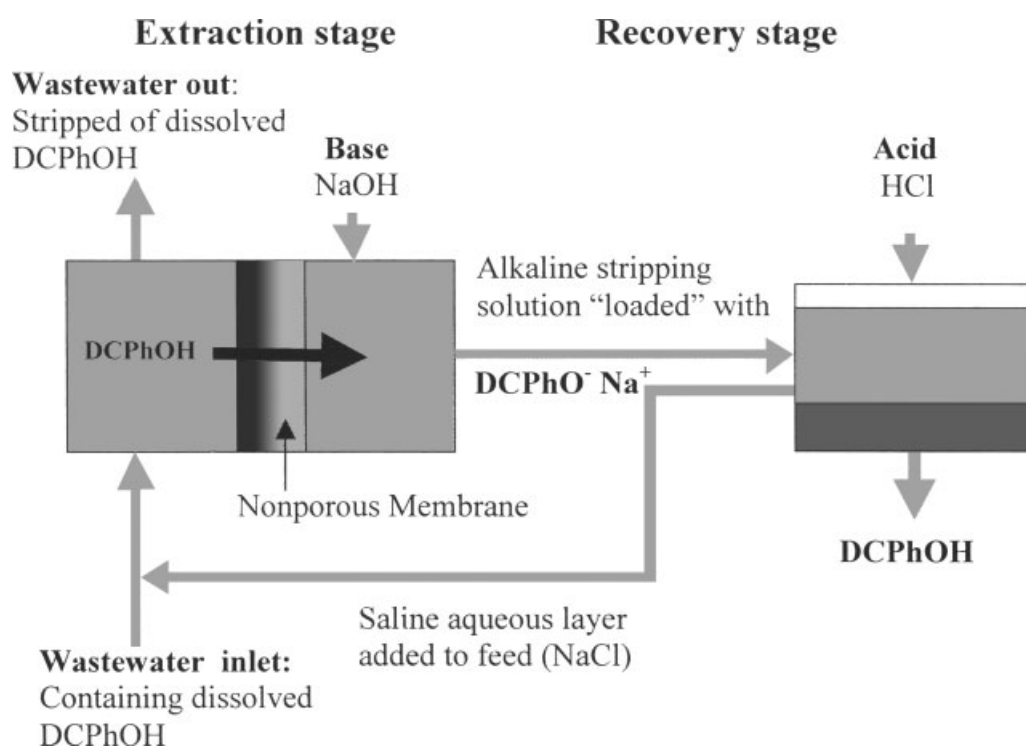 Extraction stage
Recovery stage
Wastewater out:
Stripped of dissolved
DCPhOH
Base
NaOH
Acid
HCl
Alkaline stripping
solution “loaded” with
DCPhOH
DCPhO⁻ Na⁺
Nonporous Membrane
DCPhOH
Saline aqueous layer
added to feed (NaCl)
Wastewater inlet:
Containing dissolved
DCPhOH